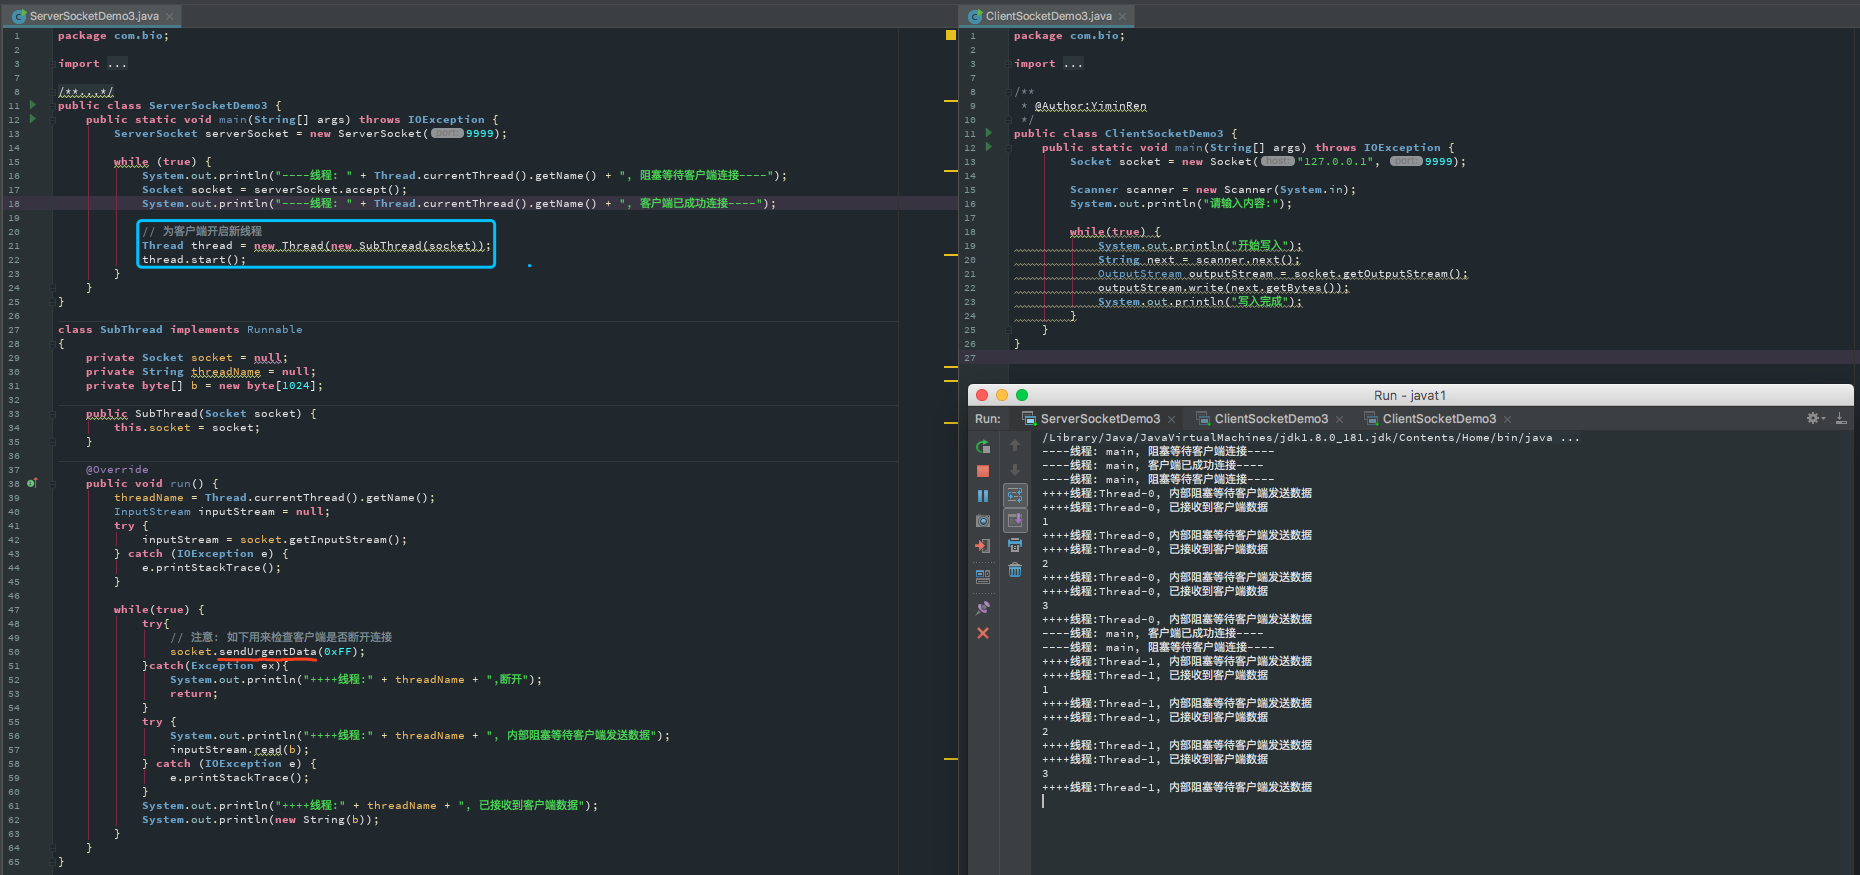 ServerSocketDemo3.java
1 package com.bio;
2
3 import ...
7
8 /**...*/
11 public class ServerSocketDemo3 {
12 public static void main(String[] args) throws IOException {
13 ServerSocket serverSocket = new ServerSocket( port: 9999);
14
15 while (true) {
16 System.out.println("----线程: " + Thread.currentThread().getName() + ", 阻塞等待客户端连接----");
17 Socket socket = serverSocket.accept();
18 System.out.println("----线程: " + Thread.currentThread().getName() + ", 客户端已成功连接----");
19
20 // 为客户端开启新线程
21 Thread thread = new Thread(new SubThread(socket));
22 thread.start();
23 }
24 }
25 }
26
27 class SubThread implements Runnable
28 {
29 private Socket socket = null;
30 private String threadName = null;
31 private byte[] b = new byte[1024];
32
33 public SubThread(Socket socket) {
34 this.socket = socket;
35 }
36
37 @Override
38 public void run() {
39 threadName = Thread.currentThread().getName();
40 InputStream inputStream = null;
41 try {
42 inputStream = socket.getInputStream();
43 } catch (IOException e) {
44 e.printStackTrace();
45 }
46
47 while(true) {
48 try{
49 // 注意: 如下用来检查客户端是否断开连接
50 socket.sendUrgentData(0xFF);
51 }catch(Exception ex){
52 System.out.println("++++线程:" + threadName + ",断开");
53 return;
54 }
55 try {
56 System.out.println("++++线程:" + threadName + ", 内部阻塞等待客户端发送数据");
57 inputStream.read(b);
58 } catch (IOException e) {
59 e.printStackTrace();
60 }
61 System.out.println("++++线程:" + threadName + ", 已接收到客户端数据");
62 System.out.println(new String(b));
63 }
64 }
65 }
ClientSocketDemo3.java
1 package com.bio;
2
3 import ...
7
8 /**
9 * @Author:YiminRen
10 */
11 public class ClientSocketDemo3 {
12 public static void main(String[] args) throws IOException {
13 Socket socket = new Socket( host: "127.0.0.1", port: 9999);
14
15 Scanner scanner = new Scanner(System.in);
16 System.out.println("请输入内容:");
17
18 while(true) {
19 System.out.println("开始写入");
20 String next = scanner.next();
21 OutputStream outputStream = socket.getOutputStream();
22 outputStream.write(next.getBytes());
23 System.out.println("写入完成");
24 }
25 }
26 }
27
Run - javat1
Run: ServerSocketDemo3 ClientSocketDemo3 ClientSocketDemo3
/Library/Java/JavaVirtualMachines/jdk1.8.0_181.jdk/Contents/Home/bin/java ...
----线程: main, 阻塞等待客户端连接----
----线程: main, 客户端已成功连接----
----线程: main, 阻塞等待客户端连接----
++++线程:Thread-0, 内部阻塞等待客户端发送数据
++++线程:Thread-0, 已接收到客户端数据
1
++++线程:Thread-0, 内部阻塞等待客户端发送数据
++++线程:Thread-0, 已接收到客户端数据
2
++++线程:Thread-0, 内部阻塞等待客户端发送数据
++++线程:Thread-0, 已接收到客户端数据
3
++++线程:Thread-0, 内部阻塞等待客户端发送数据
----线程: main, 客户端已成功连接----
----线程: main, 阻塞等待客户端连接----
++++线程:Thread-1, 内部阻塞等待客户端发送数据
++++线程:Thread-1, 已接收到客户端数据
1
++++线程:Thread-1, 内部阻塞等待客户端发送数据
++++线程:Thread-1, 已接收到客户端数据
2
++++线程:Thread-1, 内部阻塞等待客户端发送数据
++++线程:Thread-1, 已接收到客户端数据
3
++++线程:Thread-1, 内部阻塞等待客户端发送数据